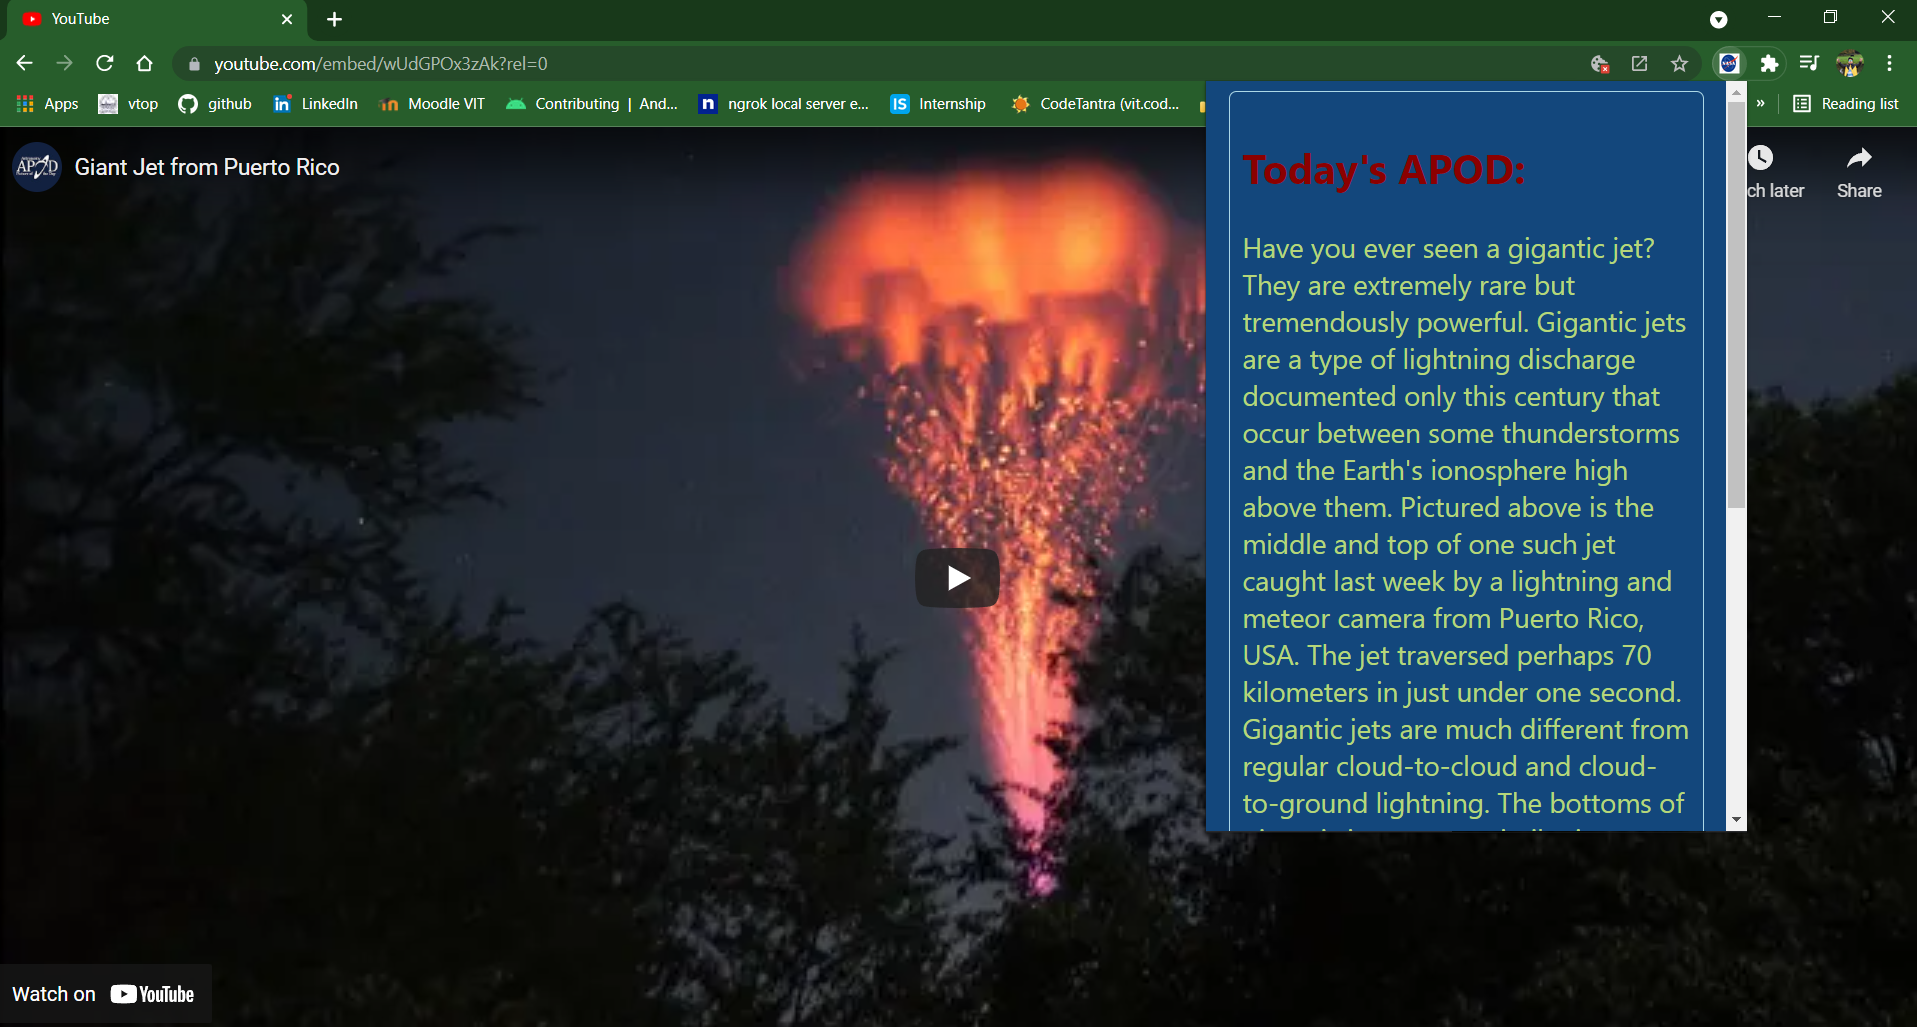 YouTube
youtube.com/embed/wUdGPOx3zAk?rel=0
NASA
Apps
vtop
github
in LinkedIn
Moodle VIT
Contributing | And...
n ngrok local server e...
IS Internship
CodeTantra (vit.cod...
»
Reading list
APOD
Giant Jet from Puerto Rico
ch later
Share
Today's APOD:
Have you ever seen a gigantic jet?
They are extremely rare but
tremendously powerful. Gigantic jets
are a type of lightning discharge
documented only this century that
occur between some thunderstorms
and the Earth's ionosphere high
above them. Pictured above is the
middle and top of one such jet
caught last week by a lightning and
meteor camera from Puerto Rico,
USA. The jet traversed perhaps 70
kilometers in just under one second.
Gigantic jets are much different from
regular cloud-to-cloud and cloud-
to-ground lightning. The bottoms of
Watch on YouTube